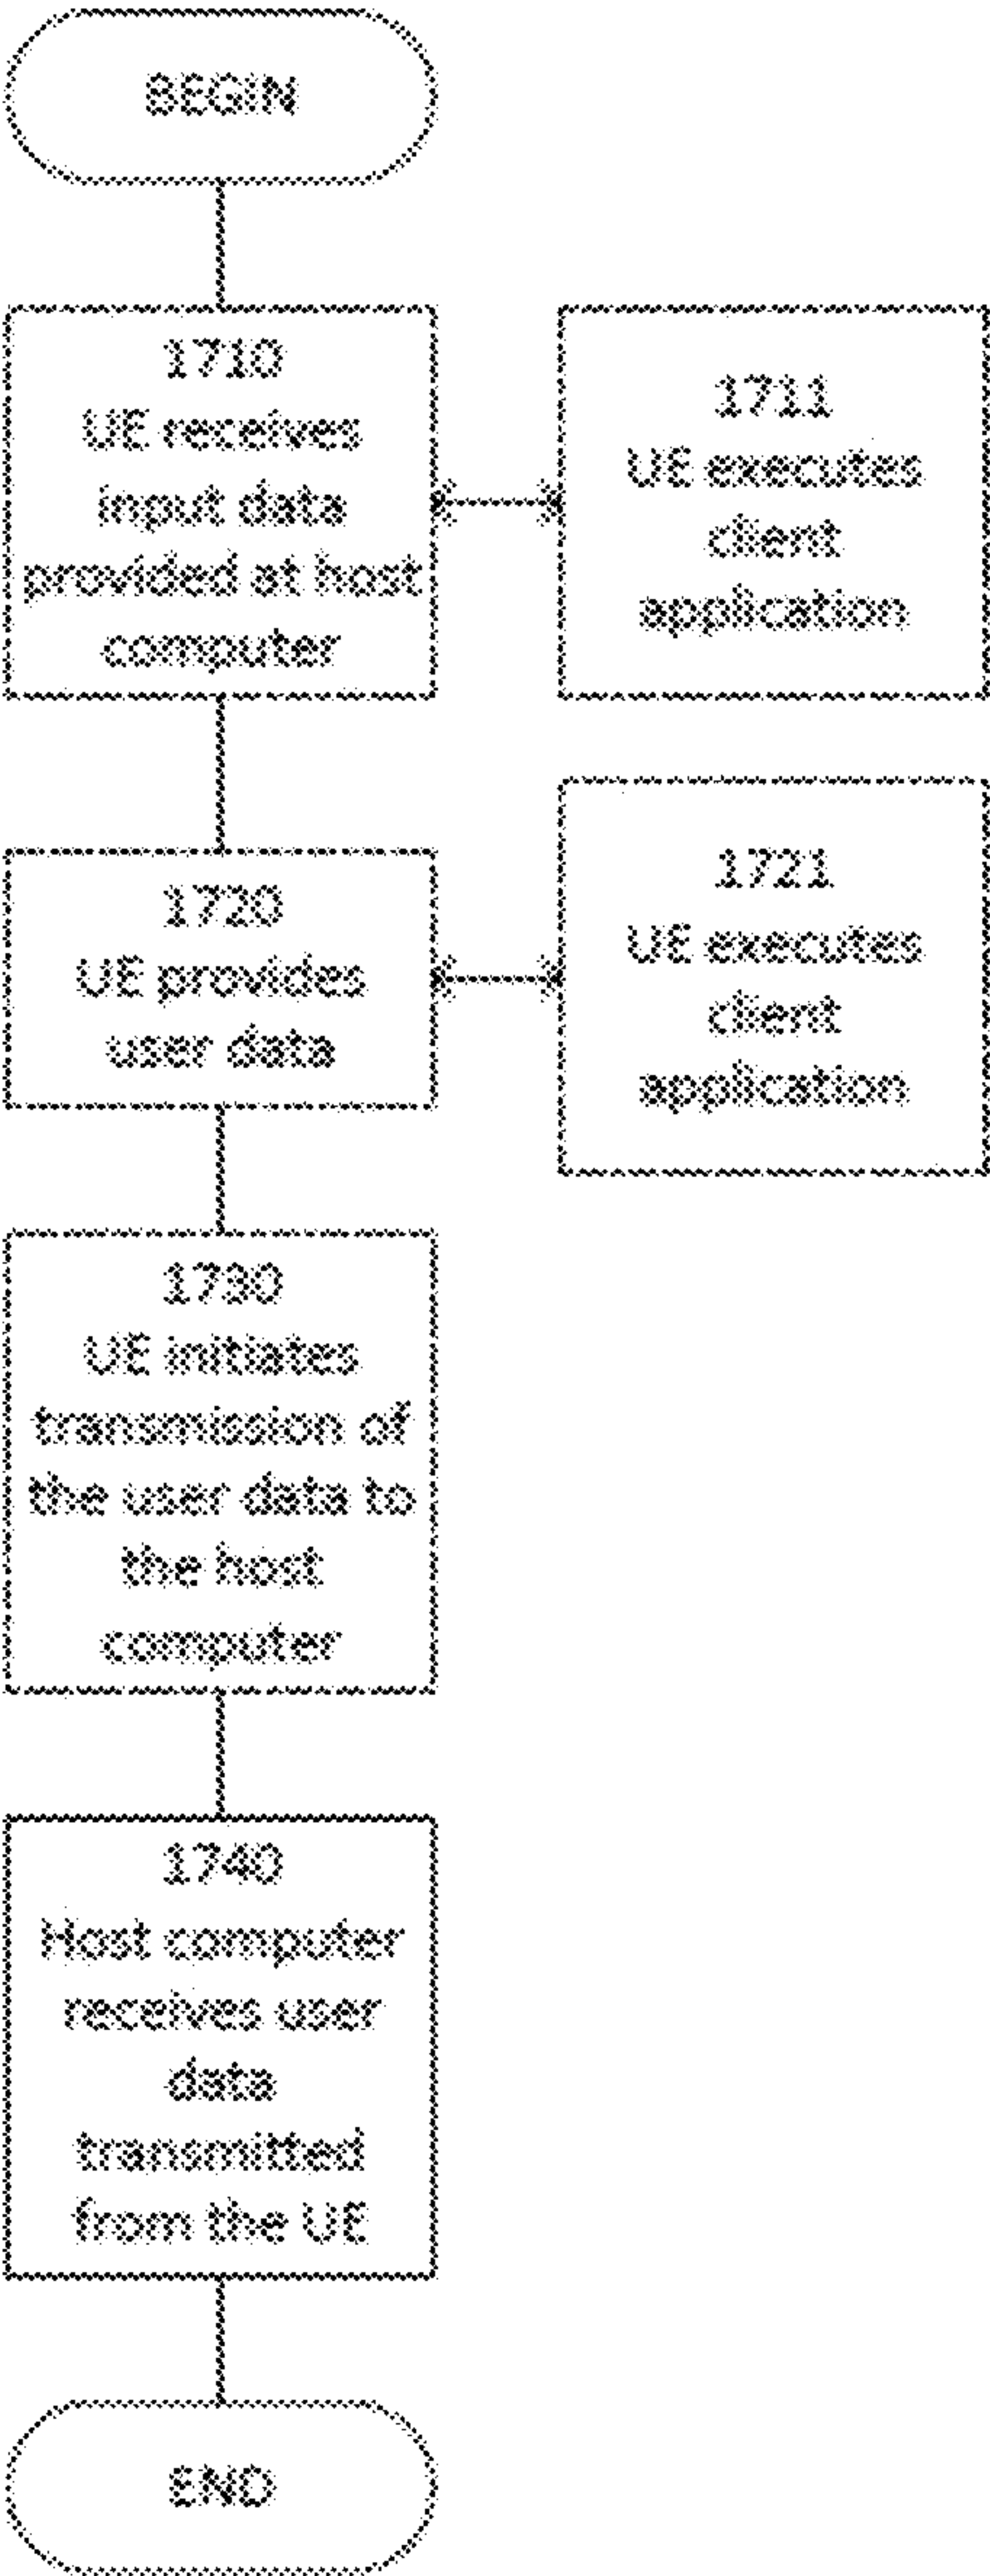 BEGIN
1710
UE receives
input data
provided at host
computer
1711
UE executes
client
application
1720
UE provides
user data
1721
UE executes
client
application
1730
UE initiates
transmission of
the user data to
the host
computer
1740
Host computer
receives user
data
transmitted
from the UE
END